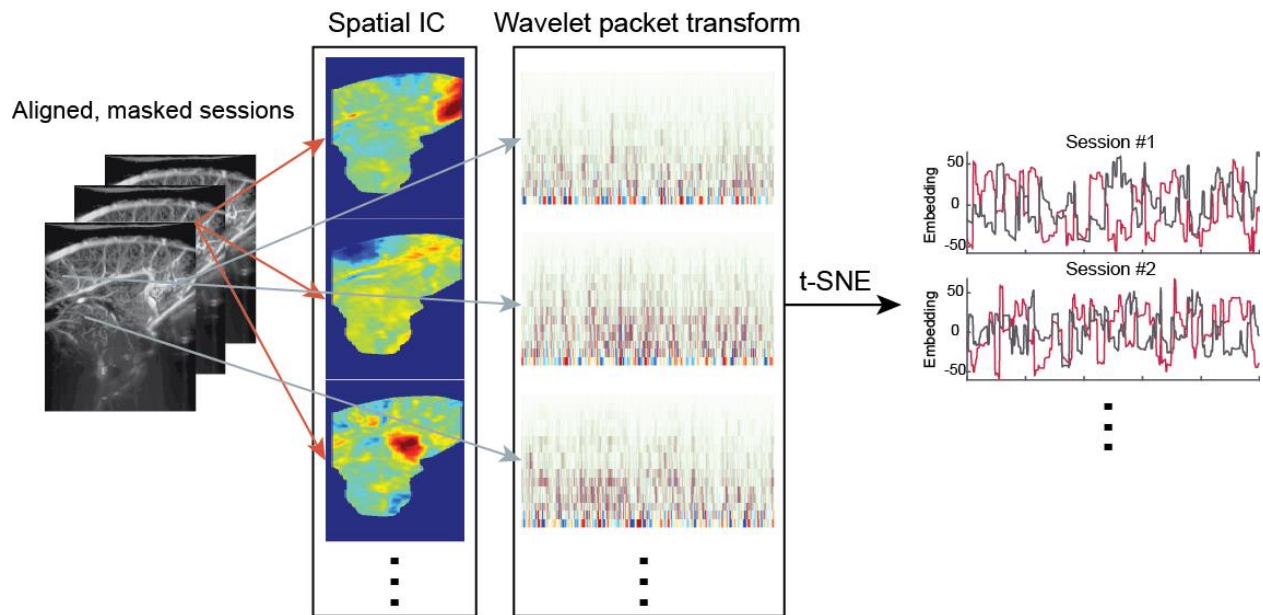 Spatial IC
Wavelet packet transform
Aligned, masked sessions
t-SNE
Session #1
50
0
-50
Embedding
Session #2
50
0
-50
Embedding